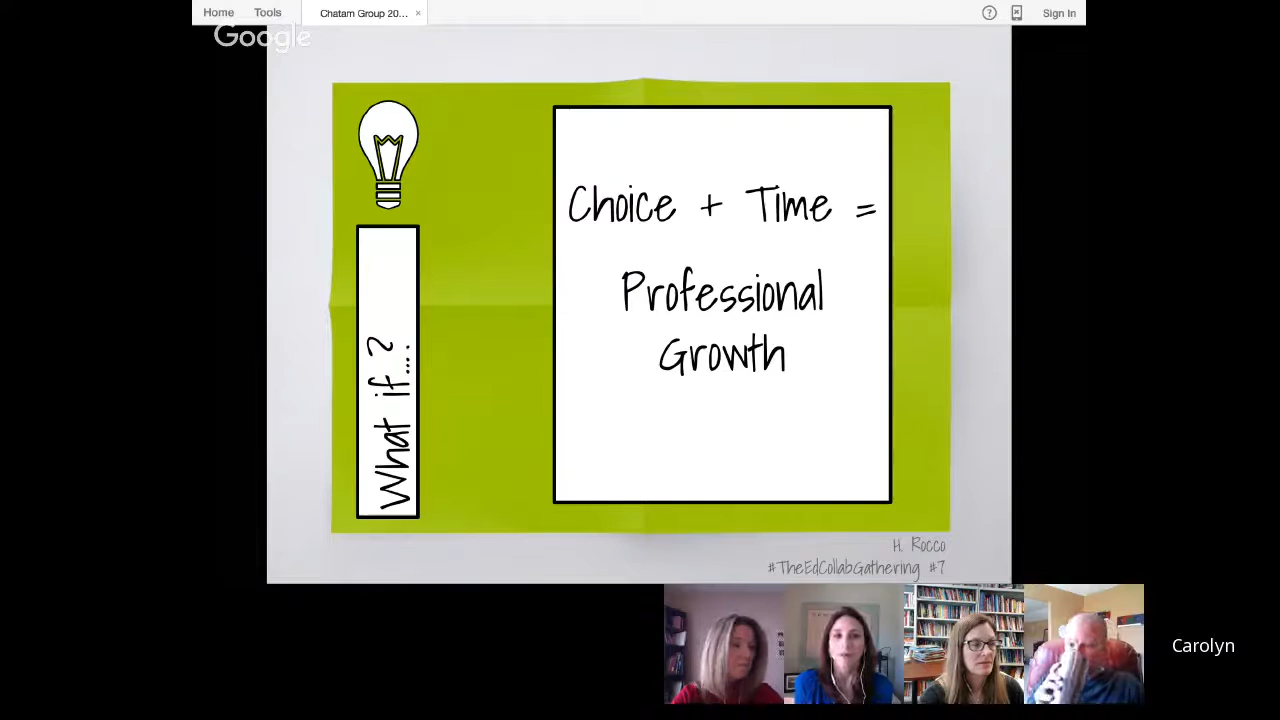 Home Tools Chatam Group 20... × ? Sign In
Google
Choice + Time =
Professional
Growth
What if....?
H. Rocco
#TheEdCollabGathering #7
Carolyn